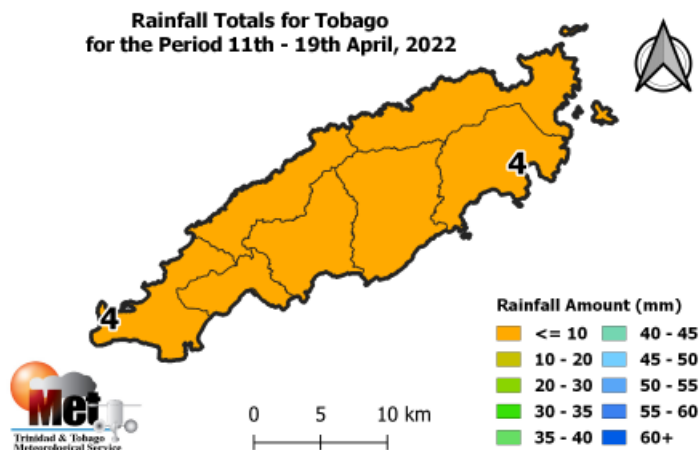 Rainfall Totals for Tobago
for the Period 11th - 19th April, 2022
4
4
Rainfall Amount (mm)
<= 10
40 - 45
10 - 20
45 - 50
20 - 30
50 - 55
30 - 35
55 - 60
35 - 40
60+
0 5 10 km
Met
Trinidad & Tobago
Meteorological Service